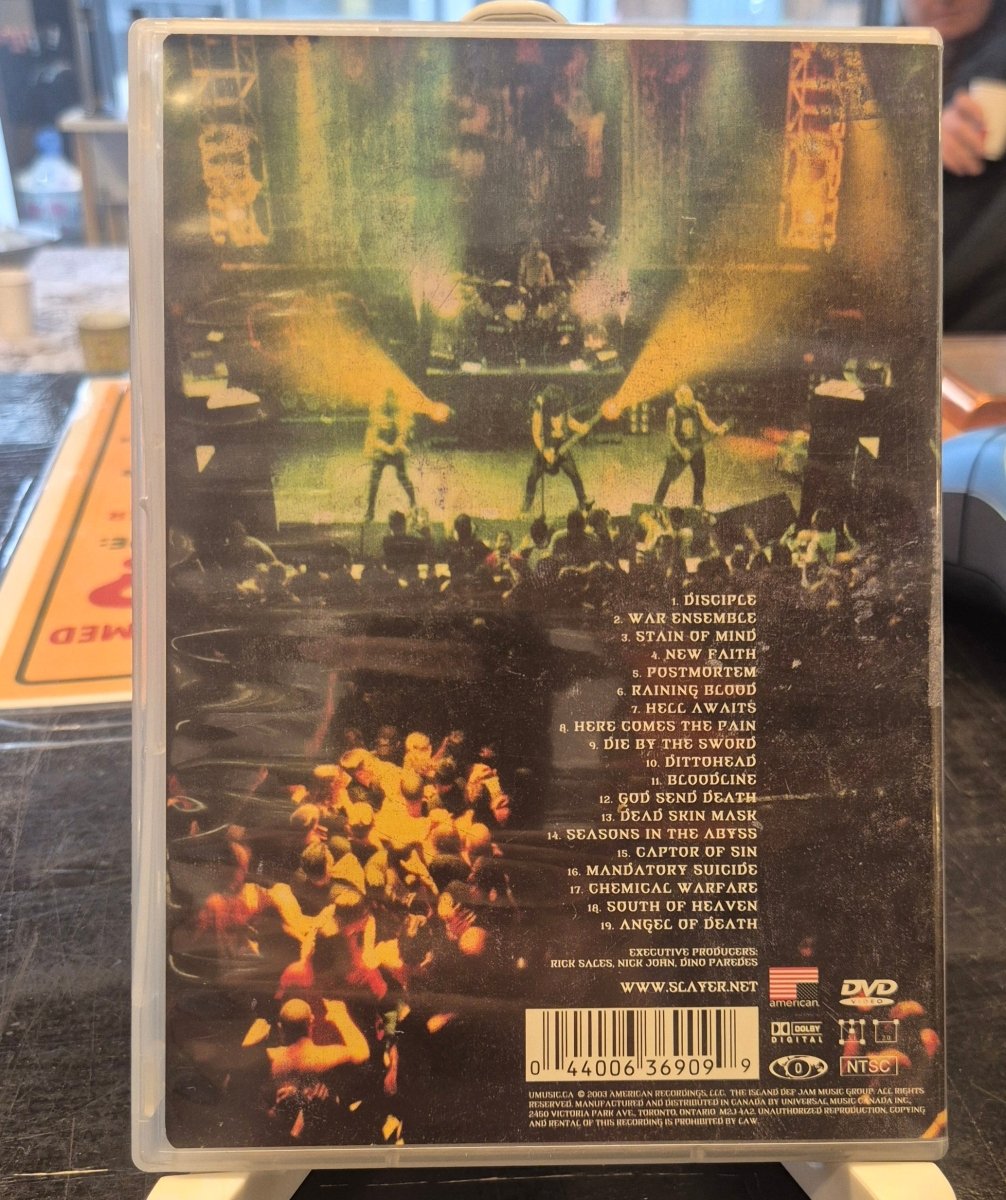 1. DISCIPLE
2. WAR ENSEMBLE
3. STAIN OF MIND
4. NEW FAITH
5. POSTMORTEM
6. RAINING BLOOD
7. HELL AWAITS
8. HERE COMES THE PAIN
9. DIE BY THE SWORD
10. DITTOHEAD
11. BLOODLINE
12. GOD SEND DEATH
13. DEAD SKIN MASK
14. SEASONS IN THE ABYSS
15. CAPTOR OF SIN
16. MANDATORY SUICIDE
17. CHEMICAL WARFARE
18. SOUTH OF HEAVEN
19. ANGEL OF DEATH
EXECUTIVE PRODUCERS:
RICK SALES, NICK JOHN, DINO PAREDES
WWW.SLAYER.NET
american
DVD
VIDEO
DOLBY
DIGITAL
0
NTSC
0 44006 36909 9
UMUSIC.CA © 2003 AMERICAN RECORDINGS, LLC. THE ISLAND DEF JAM MUSIC GROUP. ALL RIGHTS
RESERVED. MANUFACTURED AND DISTRIBUTED IN CANADA BY UNIVERSAL MUSIC CANADA INC.,
2450 VICTORIA PARK AVE., TORONTO, ONTARIO M2J 4A2. UNAUTHORIZED REPRODUCTION, COPYING
AND RENTAL OF THIS RECORDING IS PROHIBITED BY LAW.